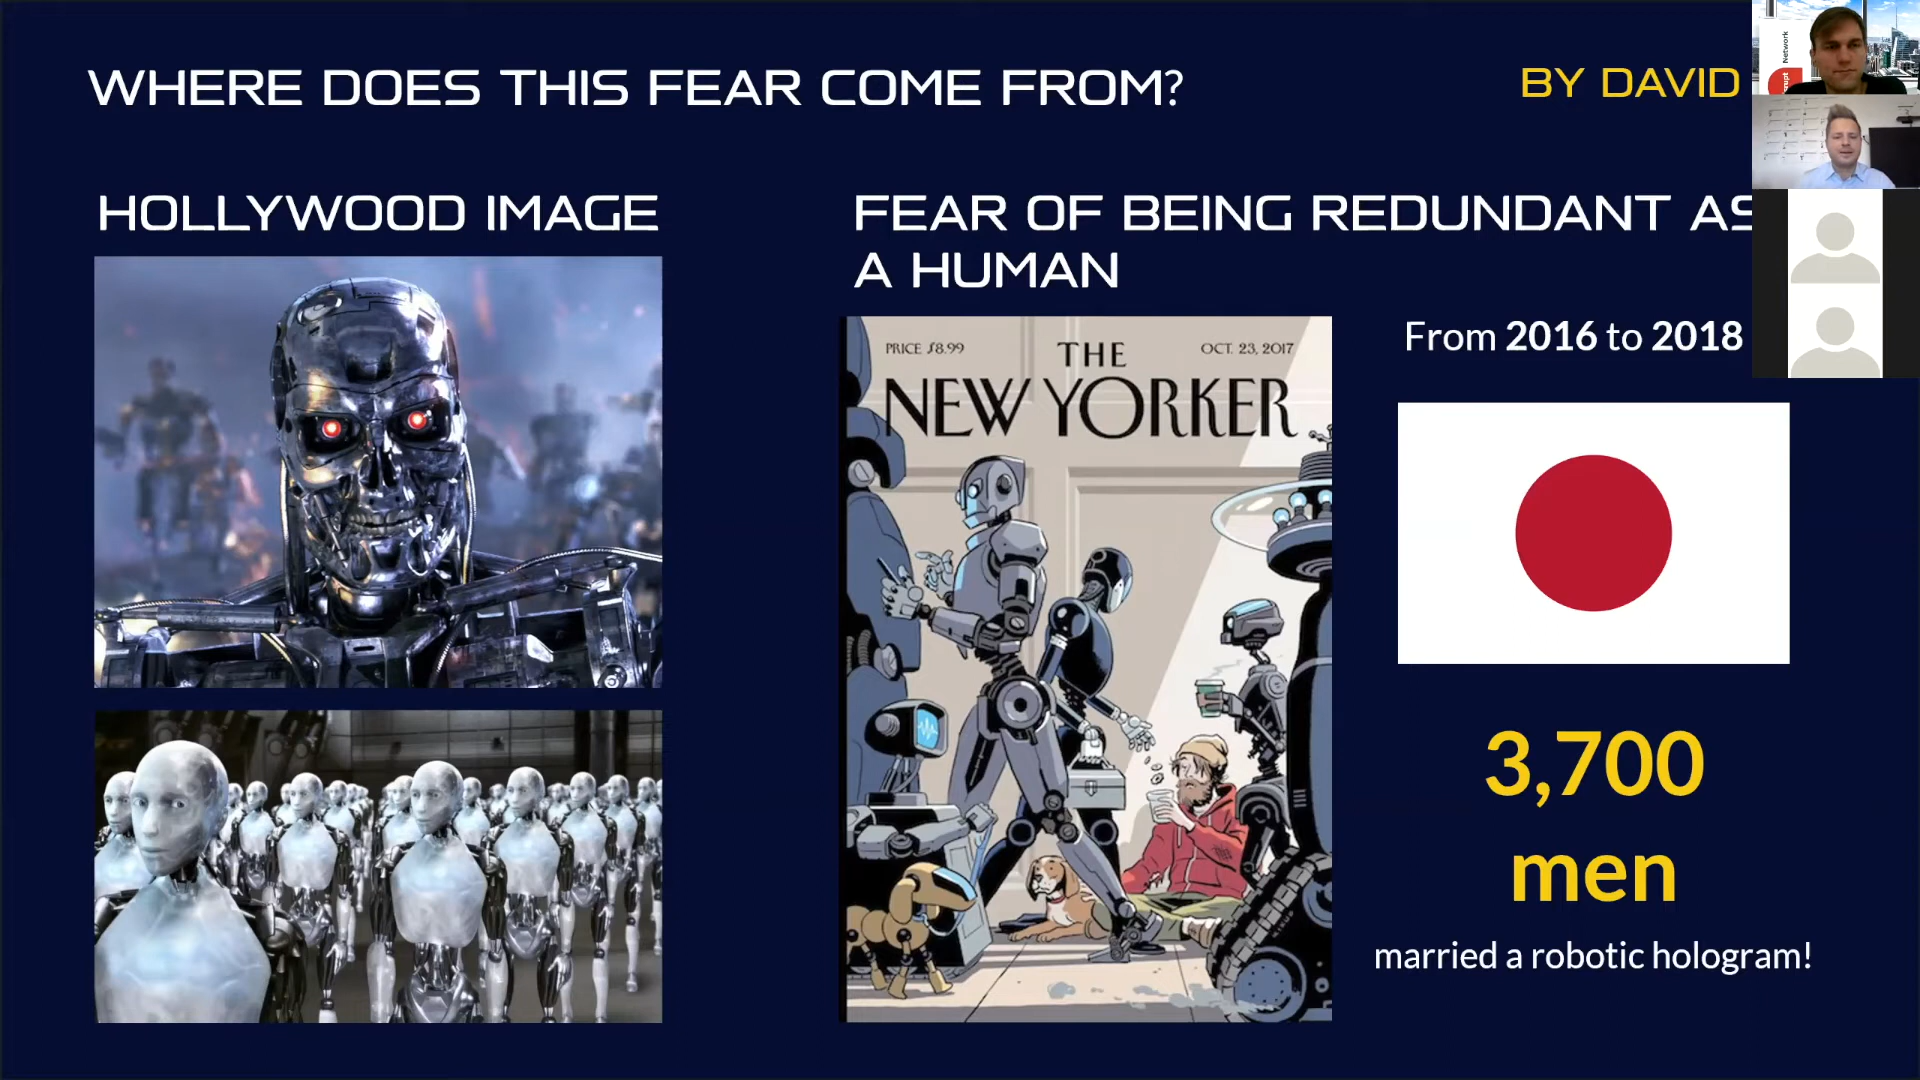 WHERE DOES THIS FEAR COME FROM?
BY DAVID
HOLLYWOOD IMAGE
FEAR OF BEING REDUNDANT AS
A HUMAN
PRICE $8.99
THE
OCT. 23, 2017
NEW YORKER
From 2016 to 2018
3,700
men
married a robotic hologram!
Network